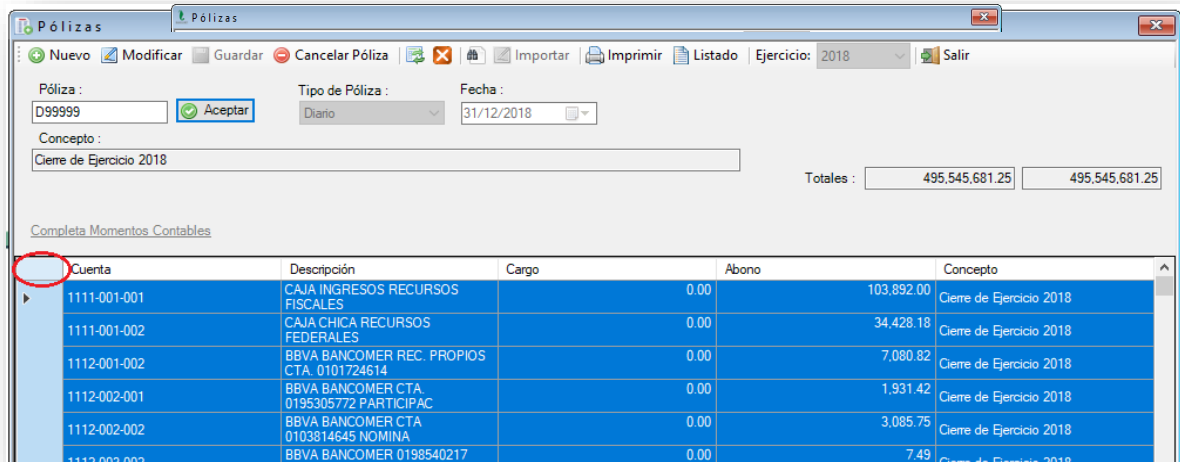 Pólizas
Pólizas
Nuevo Modificar Guardar Cancelar Póliza Importar Imprimir Listado Ejercicio: 2018 Salir
Póliza : Tipo de Póliza : Fecha :
D99999 Aceptar Diario 31/12/2018
Concepto :
Cierre de Ejercicio 2018
Totales : 495,545,681.25 495,545,681.25
Completa Momentos Contables
Cuenta Descripción Cargo Abono Concepto
1111-001-001 CAJA INGRESOS RECURSOS 0.00 103,892.00 Cierre de Ejercicio 2018
FISCALES
1111-001-002 CAJA CHICA RECURSOS 0.00 34,428.18 Cierre de Ejercicio 2018
FEDERALES
1112-001-002 BBVA BANCOMER REC. PROPIOS 0.00 7,080.82 Cierre de Ejercicio 2018
CTA. 0101724614
1112-002-001 BBVA BANCOMER CTA. 0.00 1,931.42 Cierre de Ejercicio 2018
0195305772 PARTICIPAC
1112-002-002 BBVA BANCOMER CTA 0.00 3,085.75 Cierre de Ejercicio 2018
0103814645 NOMINA
BBVA BANCOMER 0198540217 0.00 7.49 Cierre de Ejercicio 2018